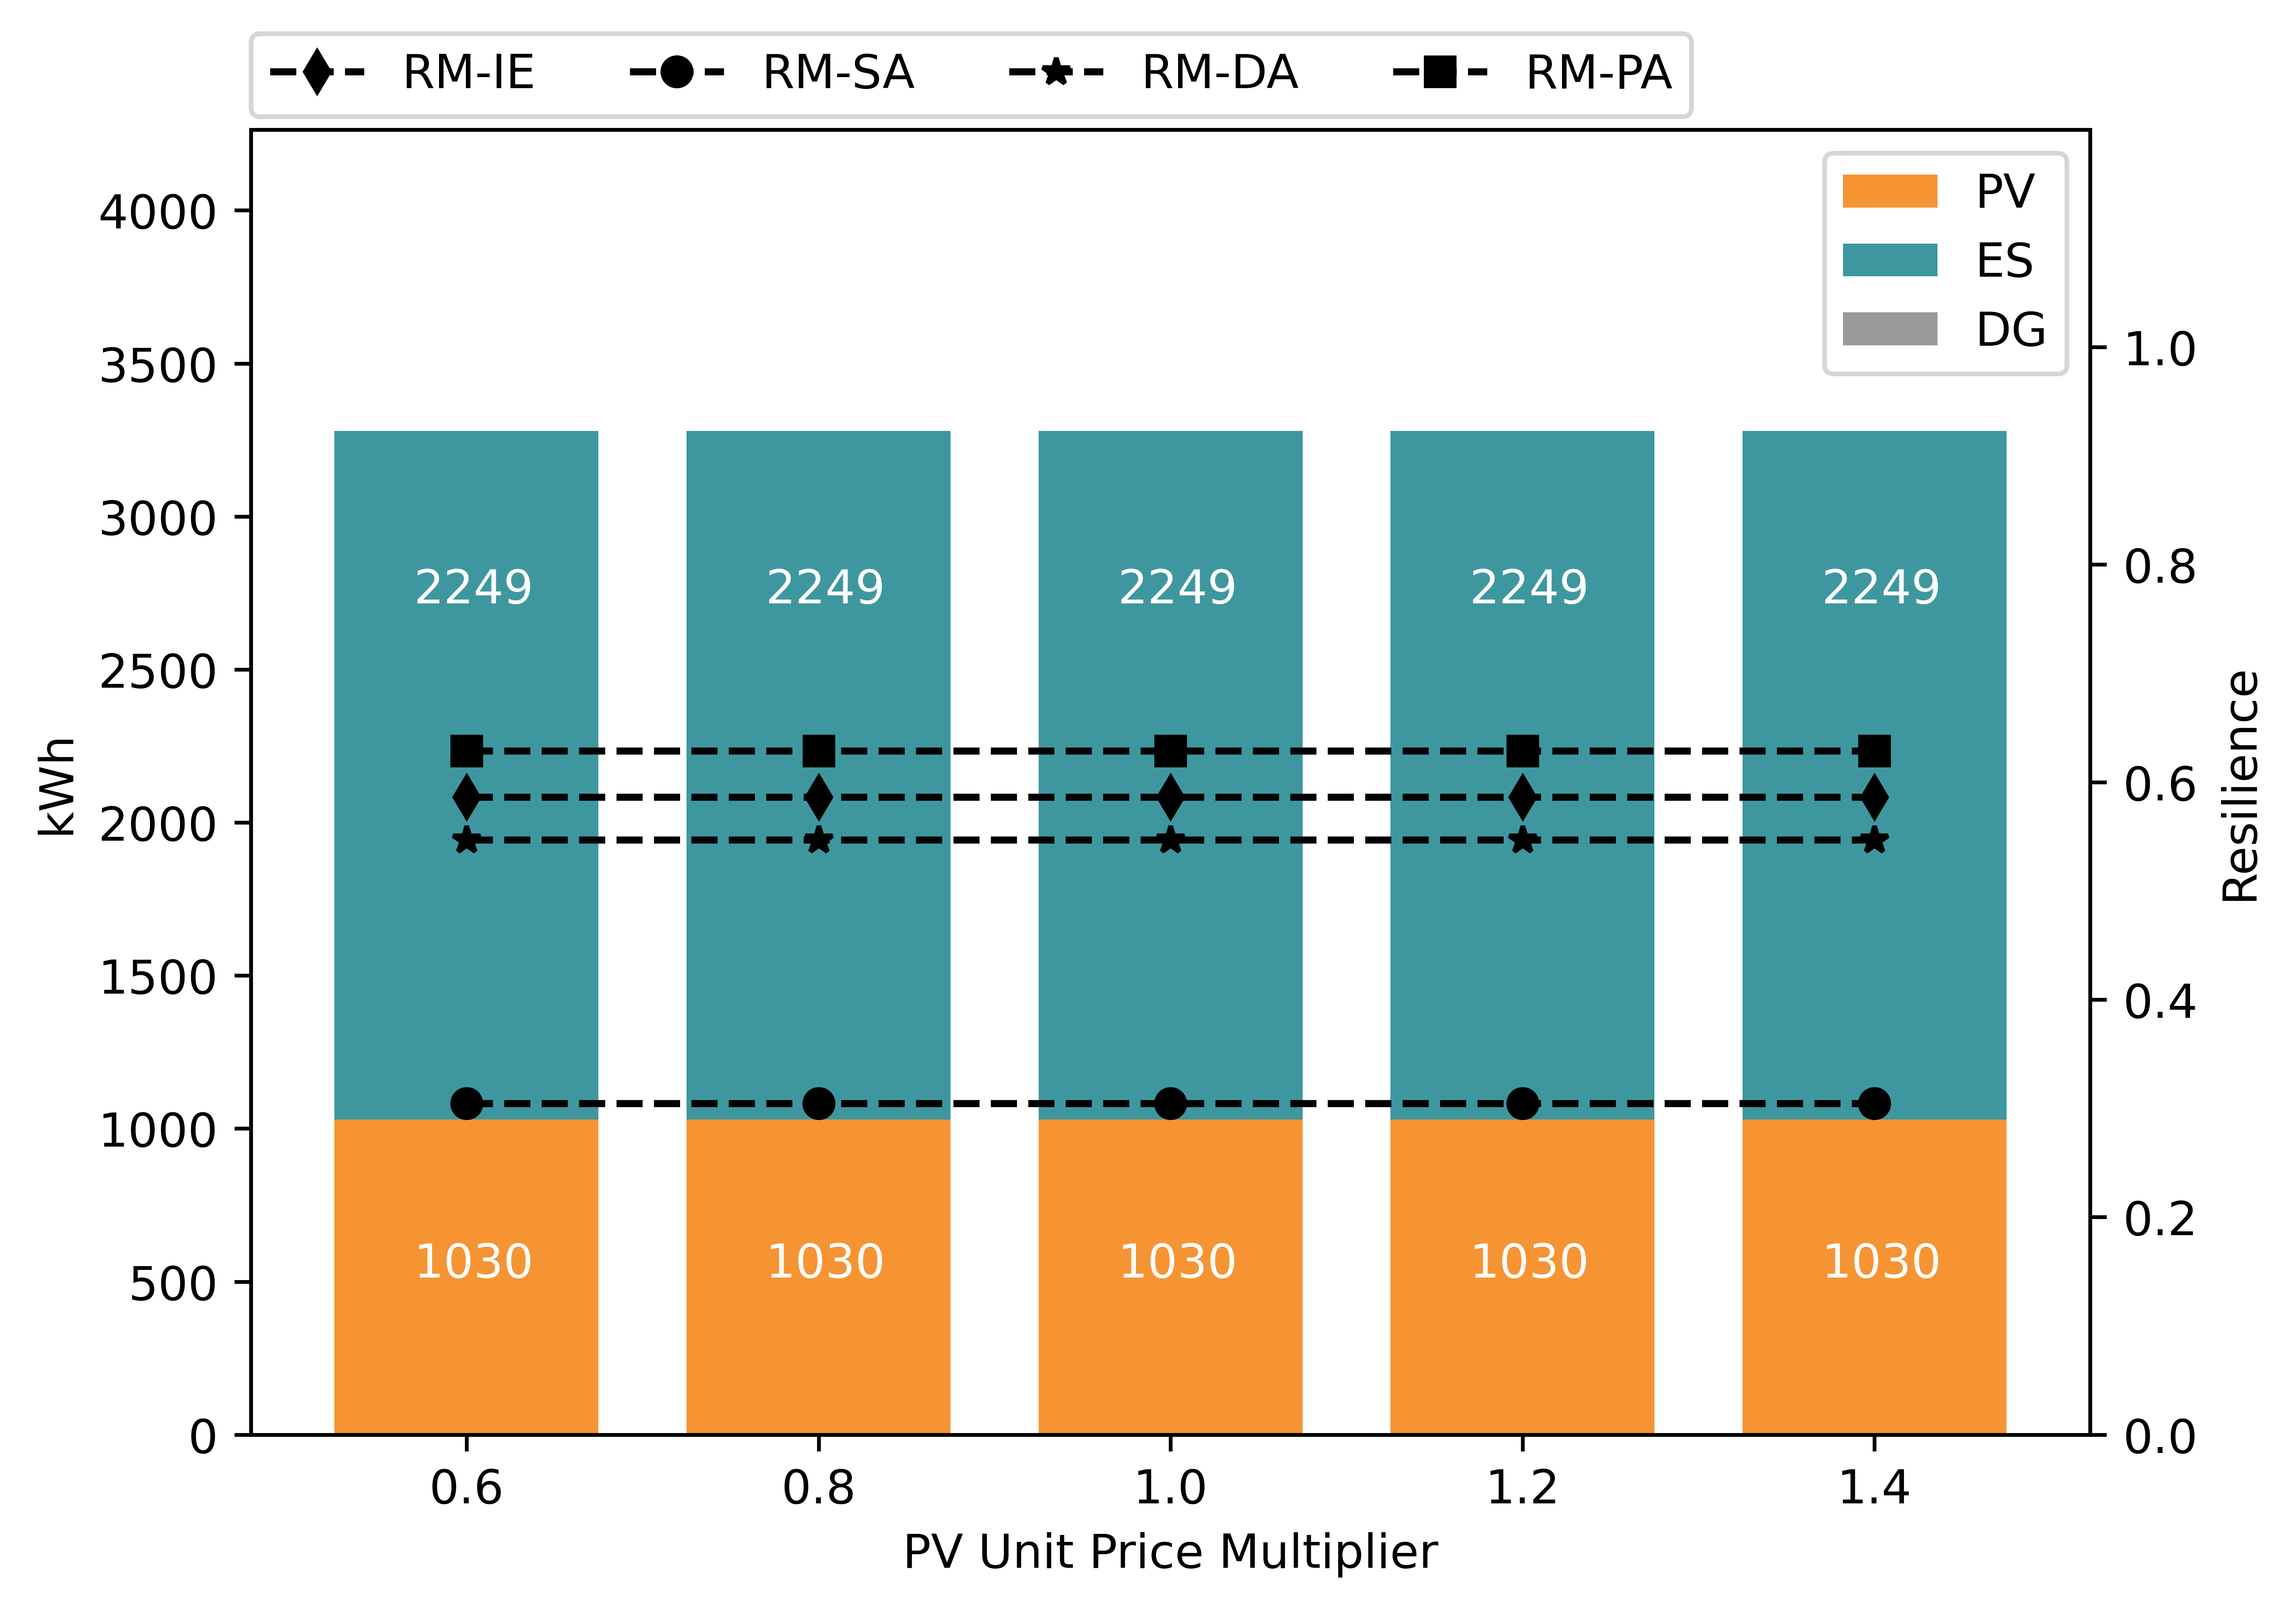 RM-IE RM-SA RM-DA RM-PA
PV
ES
DG
4000
3500
3000
2500
2000
1500
1000
500
0
kWh
2249 2249 2249 2249 2249
1030 1030 1030 1030 1030
1.0
0.8
0.6
0.4
0.2
0.0
Resilience
0.6 0.8 1.0 1.2 1.4
PV Unit Price Multiplier